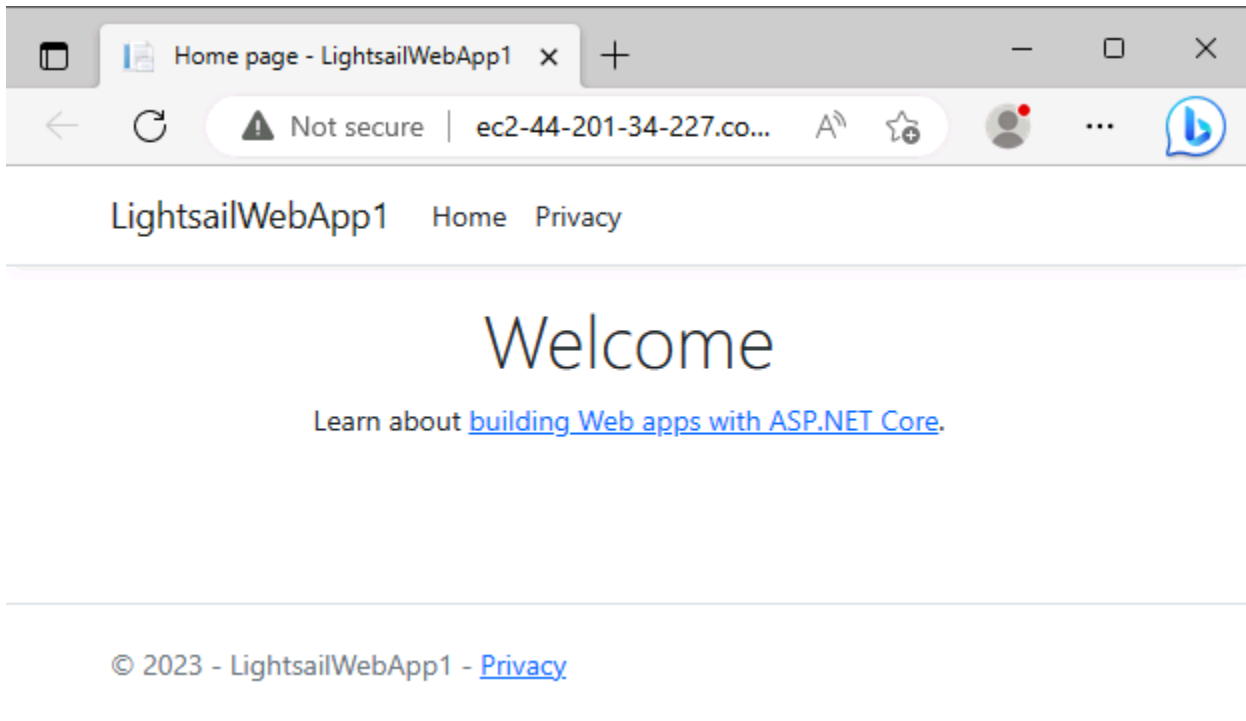 Home page - LightsailWebApp1
Not secure | ec2-44-201-34-227.co...
LightsailWebApp1 Home Privacy
Welcome
Learn about building Web apps with ASP.NET Core.
© 2023 - LightsailWebApp1 - Privacy